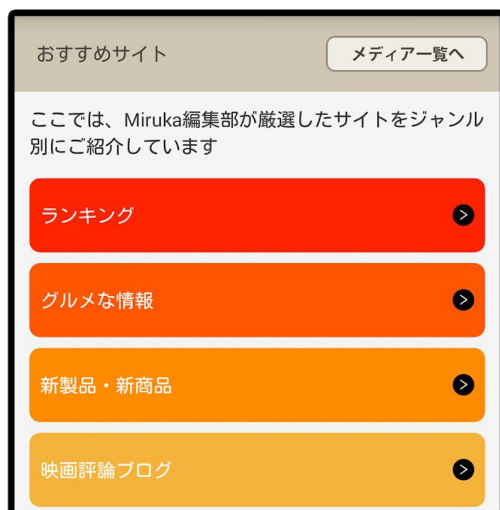 おすすめサイト
メディア一覧へ
ここでは、Miruka編集部が厳選したサイトをジャンル
別にご紹介しています
ランキング
グルメな情報
新製品・新商品
映画評論ブログ